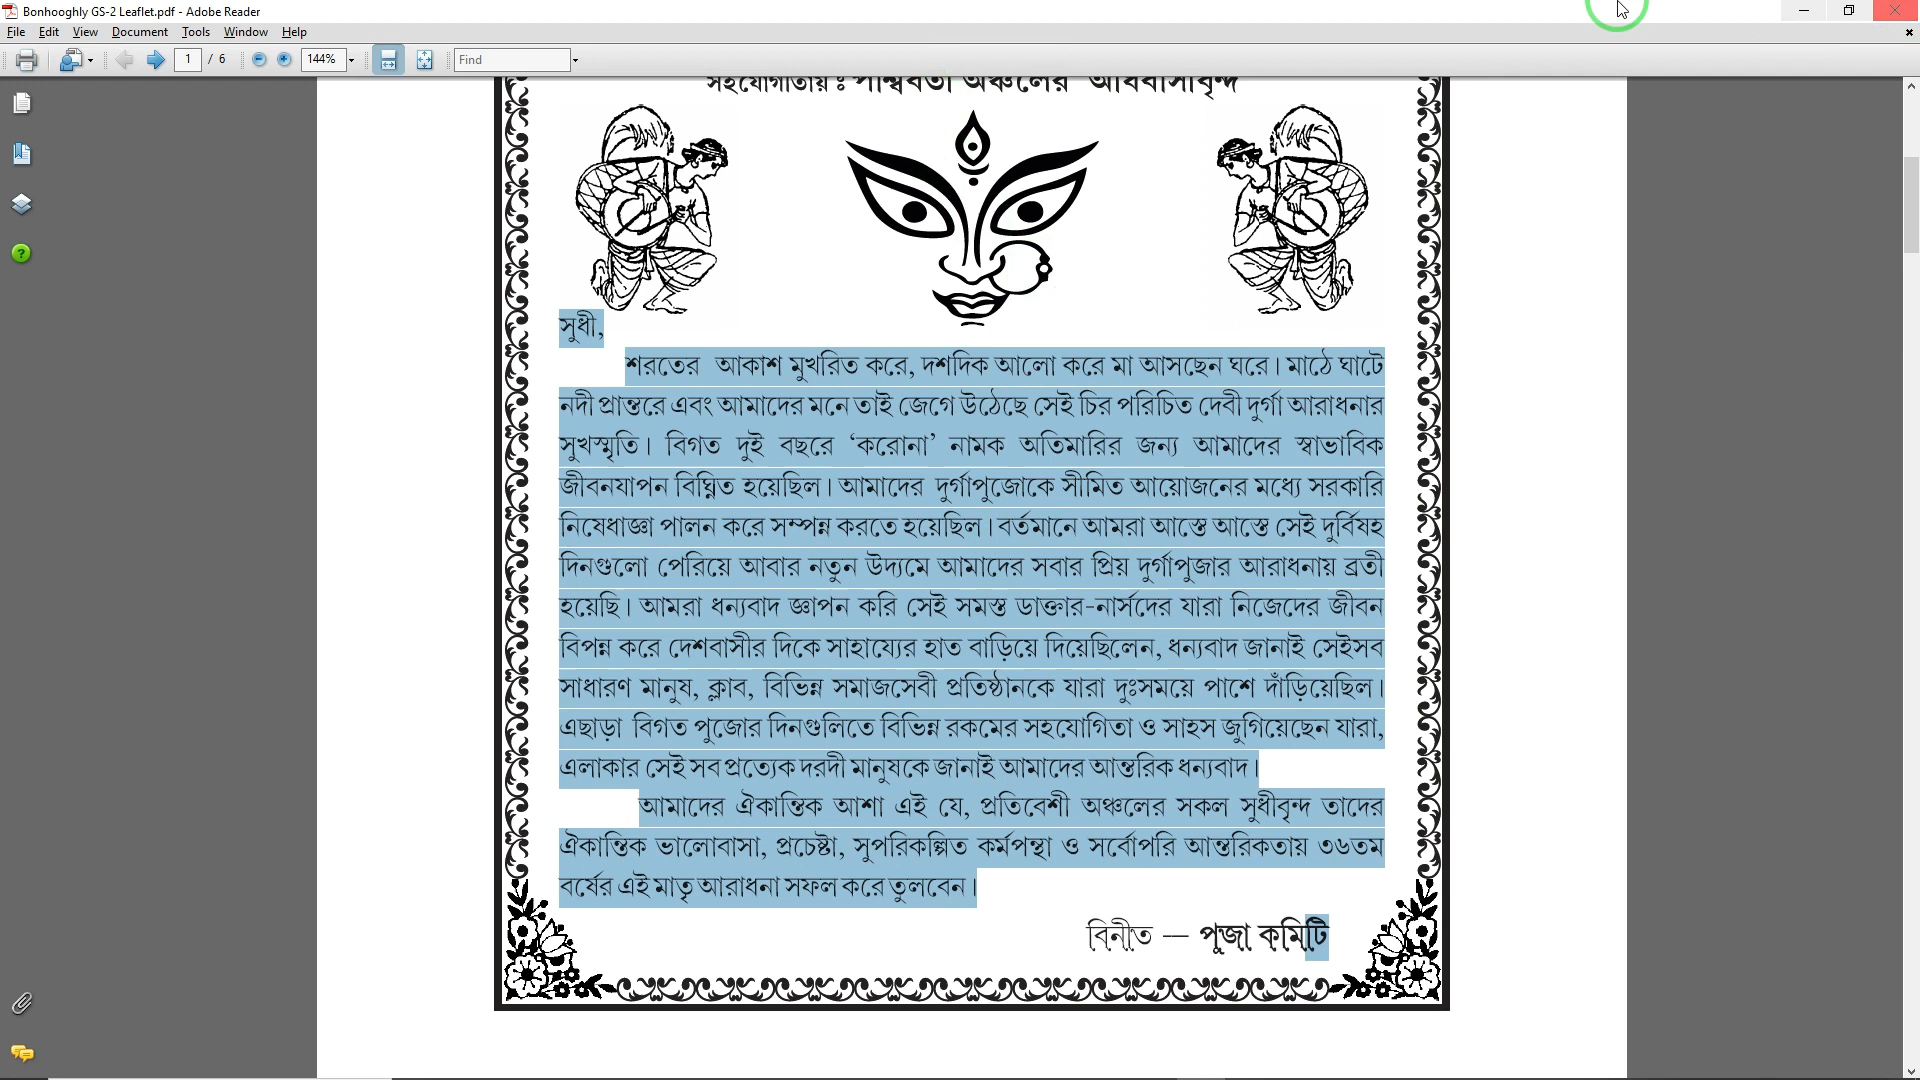 Bonhooghly GS-2 Leaflet.pdf - Adobe Reader
File Edit View Document Tools Window Help
1 / 6 144% Find
সহযোগীতায় ঃ পার্শ্ববর্তী অঞ্চলের অধিবাসীবৃন্দ
সুধী,
শরতের আকাশ মুখরিত করে, দশদিক আলো করে মা আসছেন ঘরে। মাঠে ঘাটে
নদী প্রান্তরে এবং আমাদের মনে তাই জেগে উঠেছে সেই চির পরিচিত দেবী দুর্গা আরাধনার
সুখস্মৃতি। বিগত দুই বছরে ‘করোনা’ নামক অতিমারির জন্য আমাদের স্বাভাবিক
জীবনযাপন বিঘ্নিত হয়েছিল। আমাদের দুর্গাপুজোকে সীমিত আয়োজনের মধ্যে সরকারি
নিষেধাজ্ঞা পালন করে সম্পন্ন করতে হয়েছিল। বর্তমানে আমরা আস্তে আস্তে সেই দুর্বিষহ
দিনগুলো পেরিয়ে আবার নতুন উদ্যমে আমাদের সবার প্রিয় দুর্গাপুজার আরাধনায় ব্রতী
হয়েছি। আমরা ধন্যবাদ জ্ঞাপন করি সেই সমস্ত ডাক্তার-নার্সদের যারা নিজেদের জীবন
বিপন্ন করে দেশবাসীর দিকে সাহায্যের হাত বাড়িয়ে দিয়েছিলেন, ধন্যবাদ জানাই সেইসব
সাধারণ মানুষ, ক্লাব, বিভিন্ন সমাজসেবী প্রতিষ্ঠানকে যারা দুঃসময়ে পাশে দাঁড়িয়েছিল।
এছাড়া বিগত পুজোর দিনগুলিতে বিভিন্ন রকমের সহযোগিতা ও সাহস জুগিয়েছেন যারা,
এলাকার সেই সব প্রত্যেক দরদী মানুষকে জানাই আমাদের আন্তরিক ধন্যবাদ।
আমাদের ঐকান্তিক আশা এই যে, প্রতিবেশী অঞ্চলের সকল সুধীবৃন্দ তাদের
ঐকান্তিক ভালোবাসা, প্রচেষ্টা, সুপরিকল্পিত কর্মপন্থা ও সর্বোপরি আন্তরিকতায় ৩৬তম
বর্ষের এই মাতৃ আরাধনা সফল করে তুলবেন।
বিনীত — পূজা কমিটি